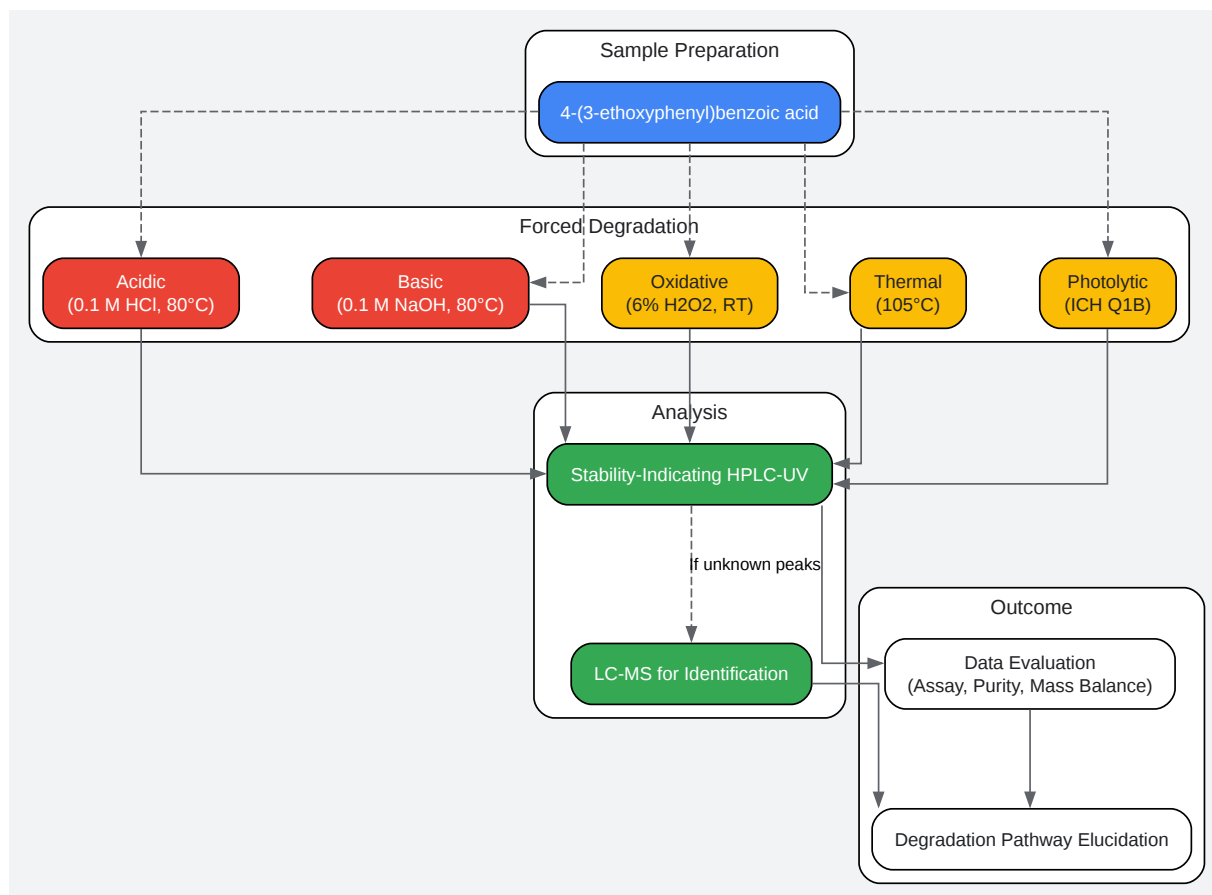 Sample Preparation
4-(3-ethoxyphenyl)benzoic acid
Forced Degradation
Acidic
(0.1 M HCl, 80°C)
Basic
(0.1 M NaOH, 80°C)
Oxidative
(6% H2O2, RT)
Thermal
(105°C)
Photolytic
(ICH Q1B)
Analysis
Stability-Indicating HPLC-UV
If unknown peaks
LC-MS for Identification
Outcome
Data Evaluation
(Assay, Purity, Mass Balance)
Degradation Pathway Elucidation